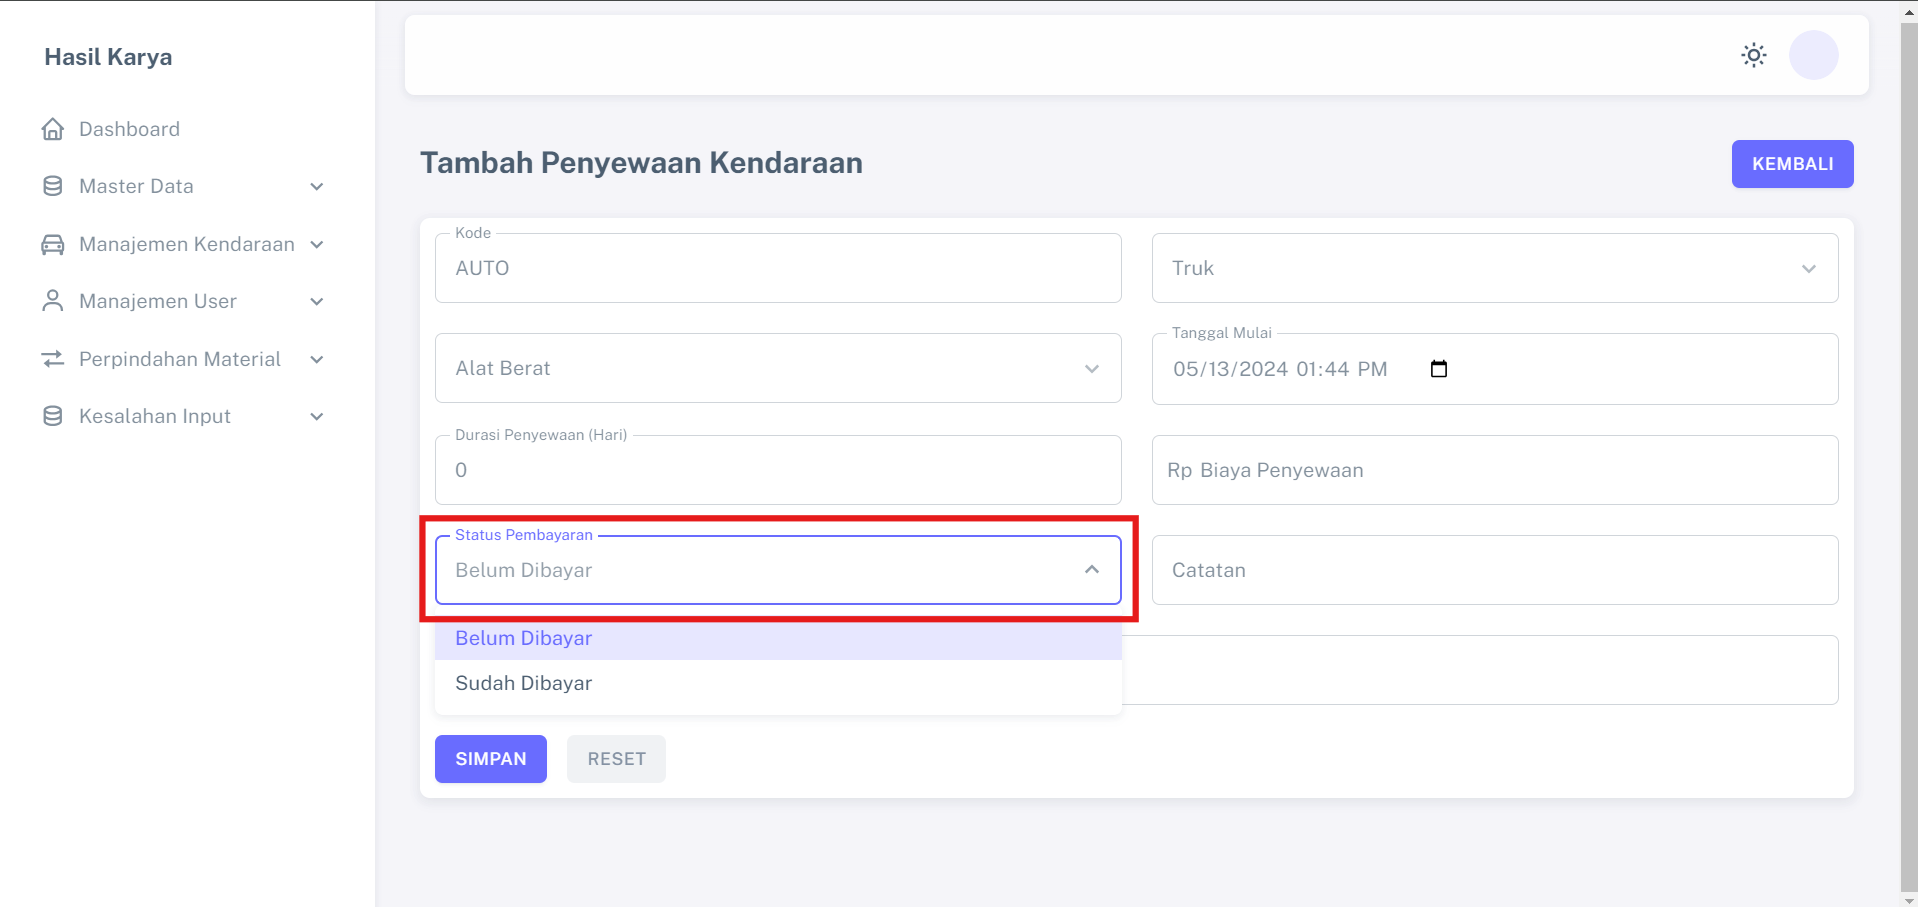 Hasil Karya
Dashboard
Master Data
Manajemen Kendaraan
Manajemen User
Perpindahan Material
Kesalahan Input
Tambah Penyewaan Kendaraan
KEMBALI
Kode
AUTO
Truk
Alat Berat
Tanggal Mulai
05/13/2024 01:44 PM
Durasi Penyewaan (Hari)
0
Rp Biaya Penyewaan
Status Pembayaran
Belum Dibayar
Catatan
Belum Dibayar
Sudah Dibayar
SIMPAN
RESET